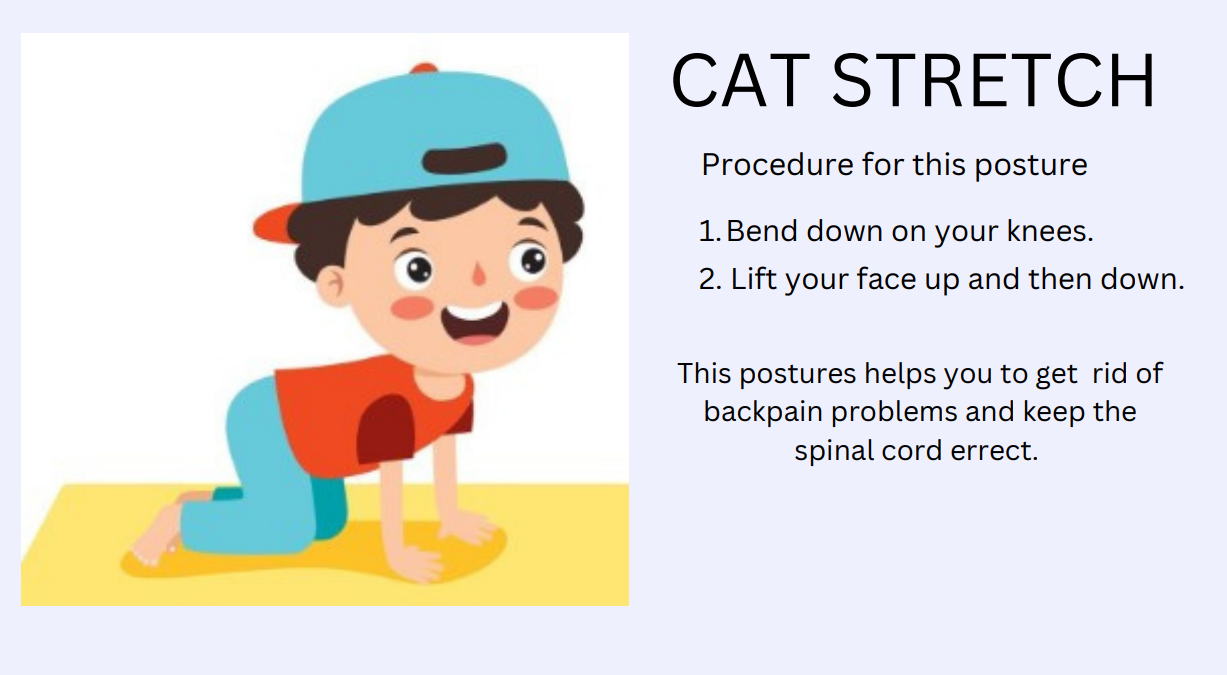 CAT STRETCH
Procedure for this posture
1. Bend down on your knees.
2. Lift your face up and then down.
This postures helps you to get rid of
backpain problems and keep the
spinal cord errect.